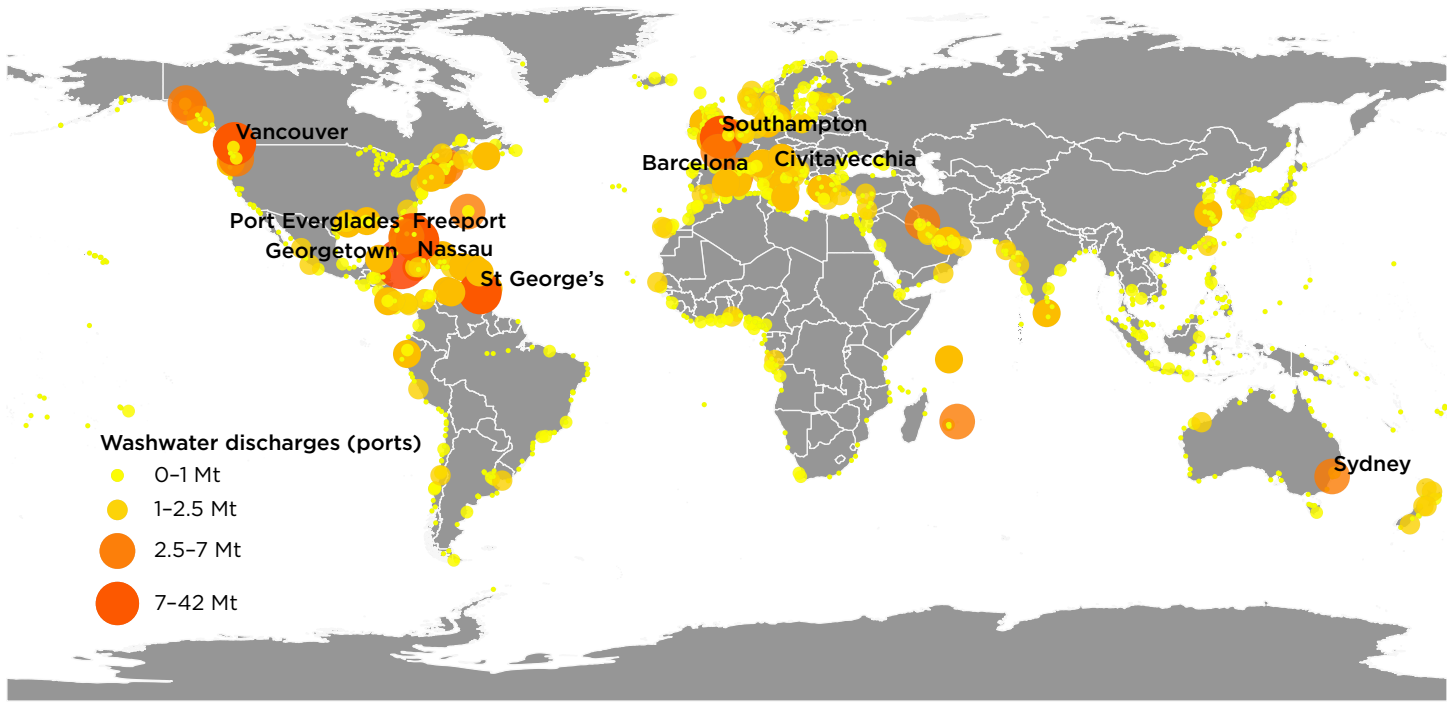 Vancouver
Southampton
Barcelona
Civitavecchia
Port Everglades
Freeport
Georgetown
Nassau
St George’s
Washwater discharges (ports)
0–1 Mt
1–2.5 Mt
2.5–7 Mt
7–42 Mt
Sydney